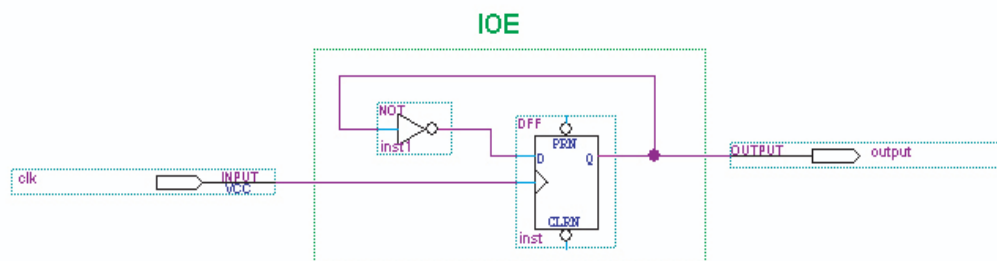 IOE
NOT
inst1
DFF
PRN
D
Q
CLRN
inst
clk
INPUT
VCC
OUTPUT
output